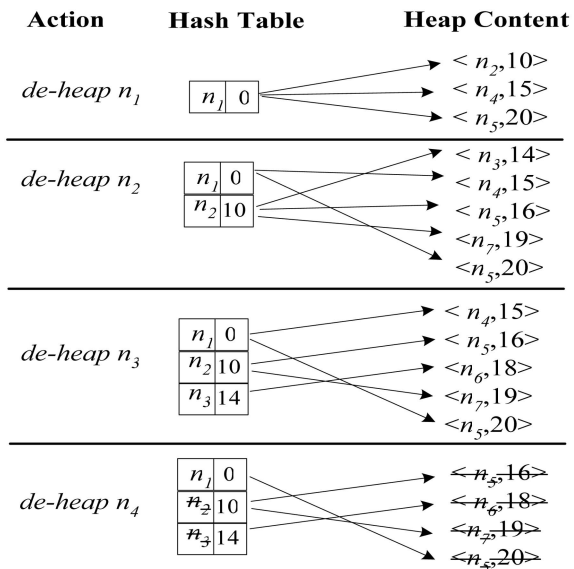 Action Hash Table Heap Content
de-heap n1 n1 0 < n2,10>
< n4,15>
< n5,20>
de-heap n2 n1 0 < n3,14>
n2 10 < n4,15>
< n5,16>
<n7,19>
<n5,20>
de-heap n3 n1 0 < n4,15>
n2 10 < n5,16>
n3 14 <n6,18>
<n7,19>
<n5,20>
de-heap n4 n1 0 < n5,16>
n2 10 < n6,18>
n3 14 <n7,19>
<n5,20>